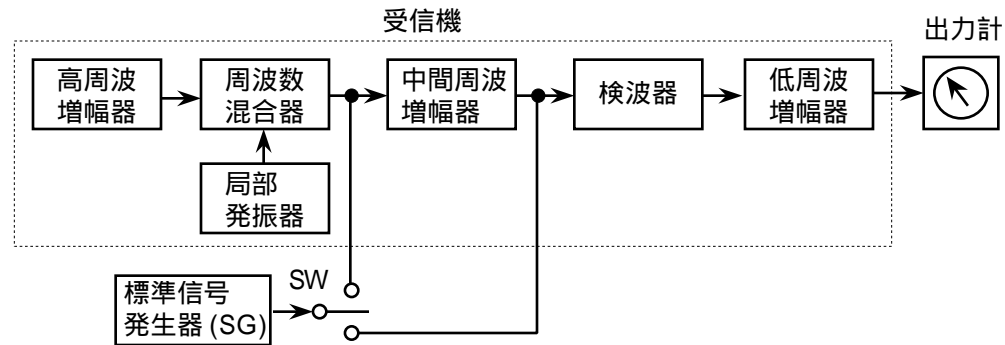 受信機
出力計
高周波
増幅器
周波数
混合器
中間周波
増幅器
検波器
低周波
増幅器
局部
発振器
標準信号
発生器 (SG)
SW